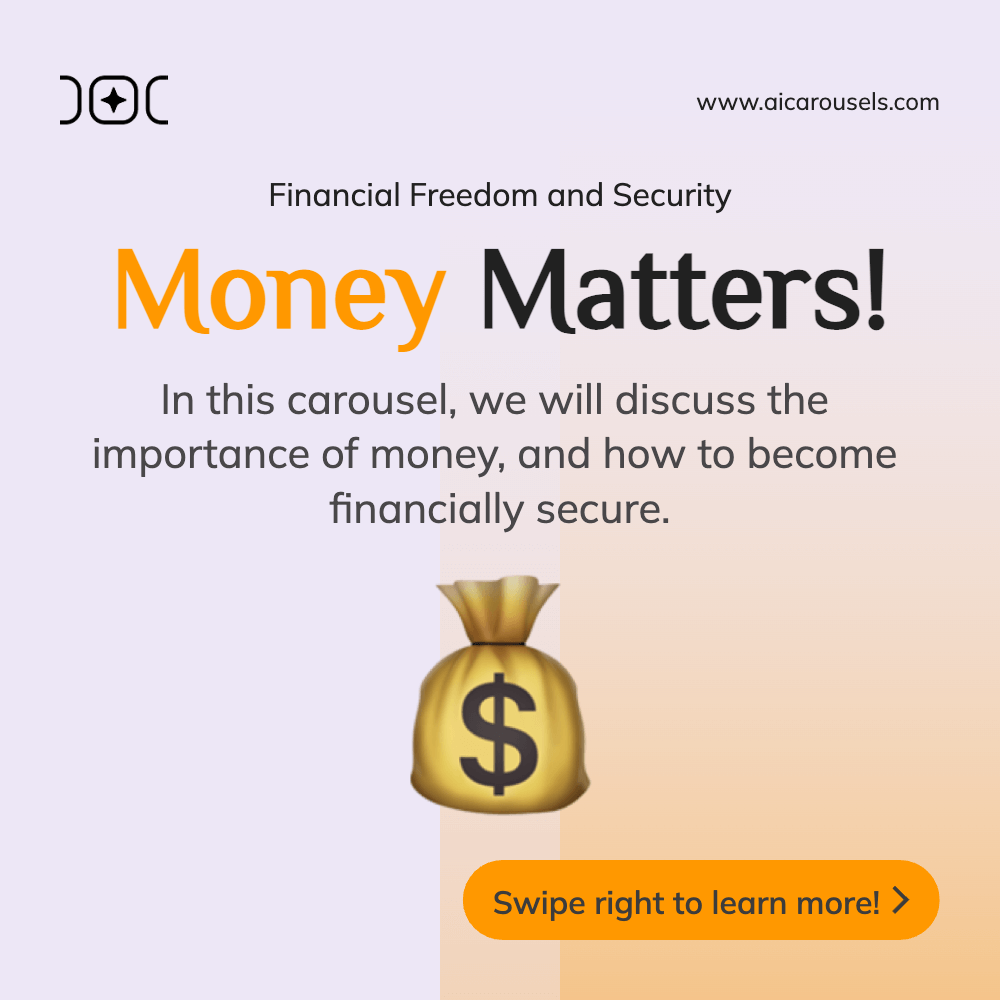 www.aicarousels.com
Financial Freedom and Security
Money Matters!
In this carousel, we will discuss the
importance of money, and how to become
financially secure.
$
Swipe right to learn more!